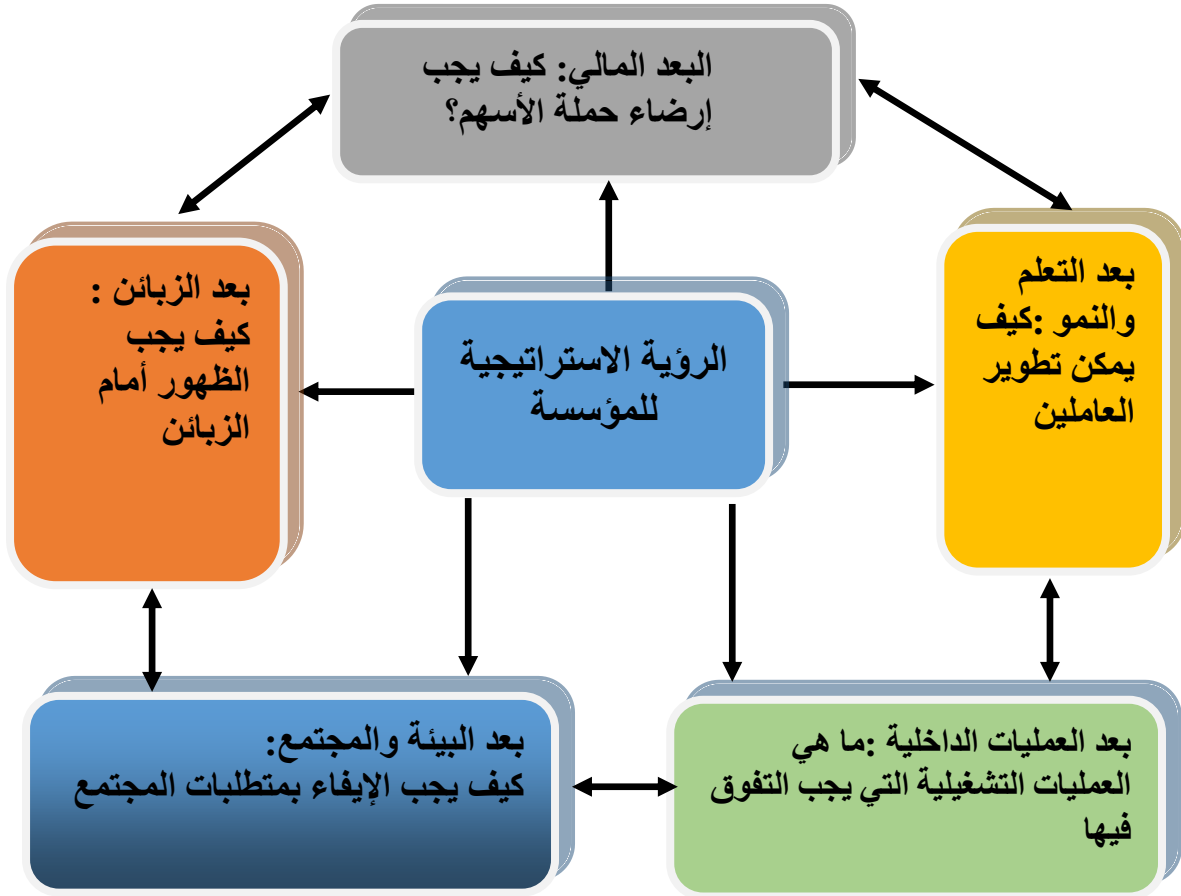 البعد المالي: كيف يجب
إرضاء حملة الأسهم؟
بعد التعلم
والنمو :كيف
يمكن تطوير
العاملين
الرؤية الاستراتيجية
للمؤسسة
بعد الزبائن :
كيف يجب
الظهور أمام
الزبائن
بعد العمليات الداخلية :ما هي
العمليات التشغيلية التي يجب التفوق
فيها
بعد البيئة والمجتمع:
كيف يجب الإيفاء بمتطلبات المجتمع